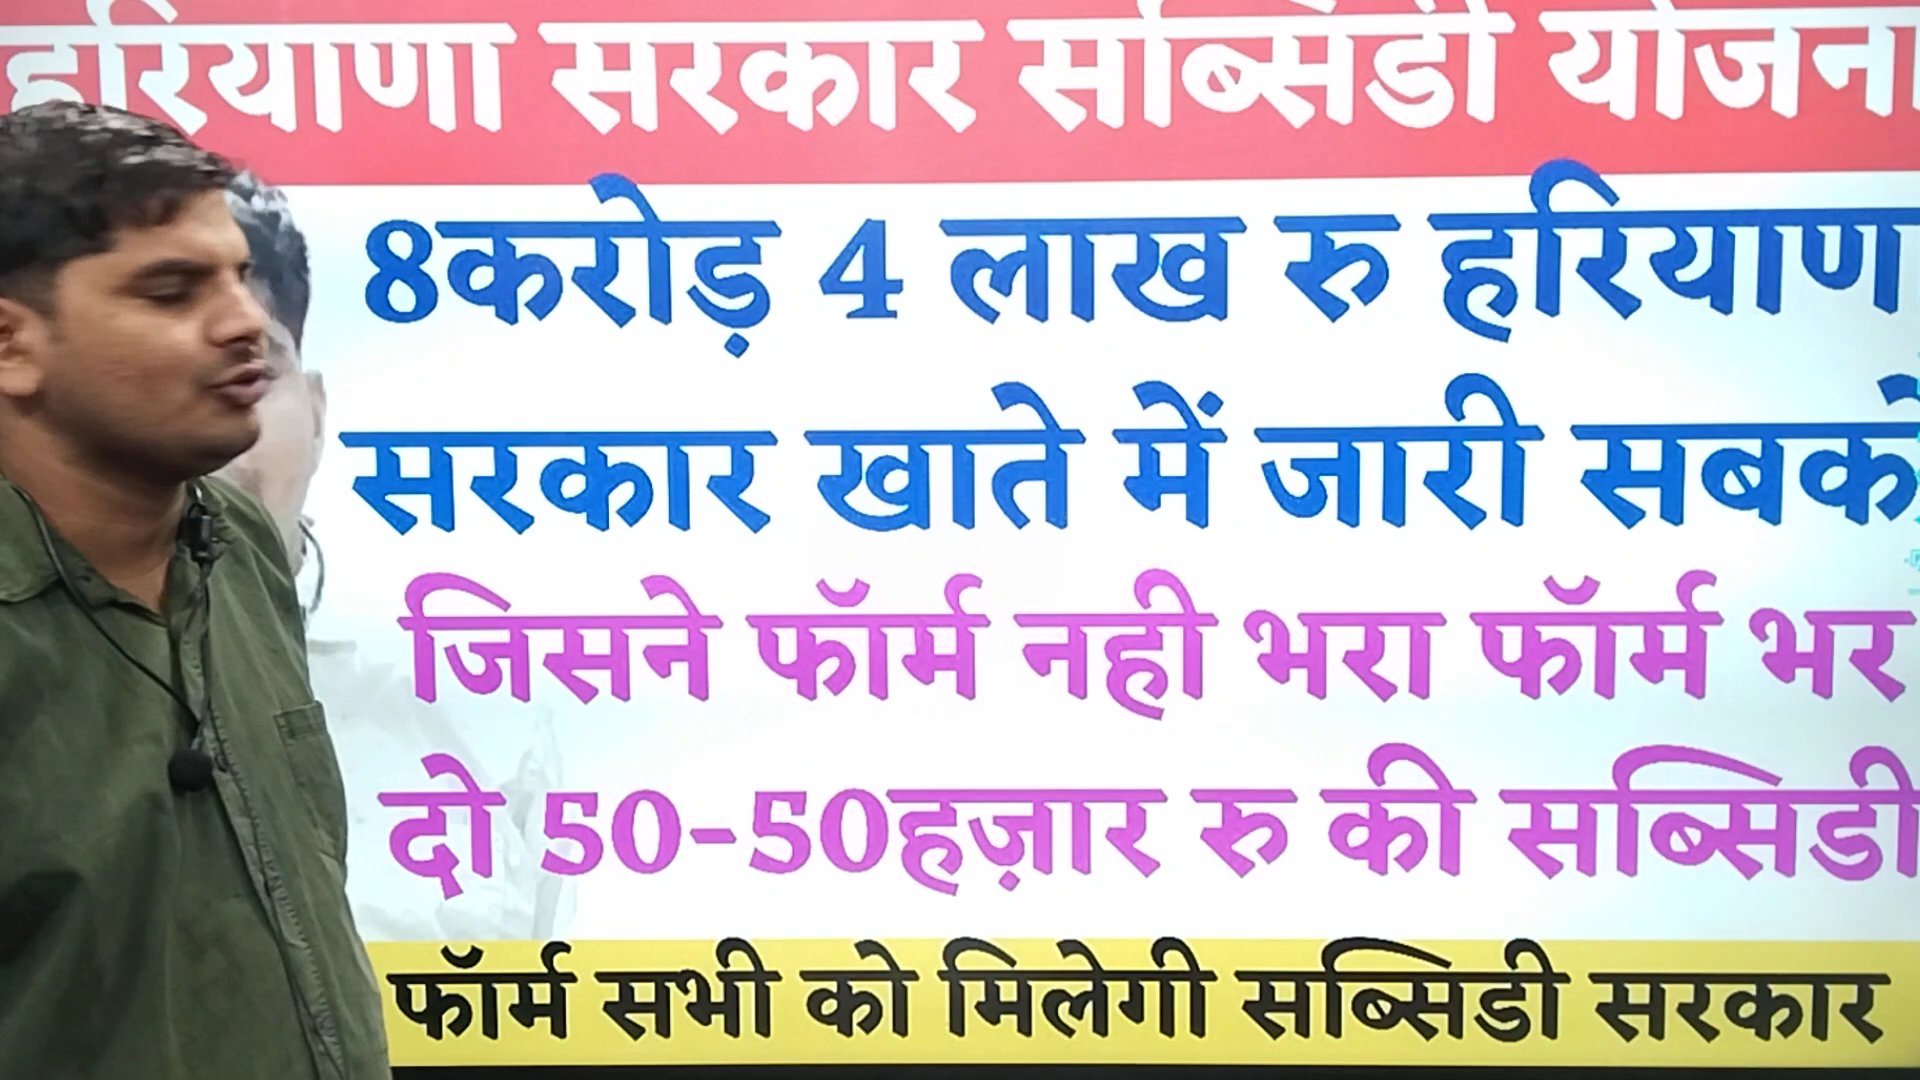 हरियाणा सरकार सब्सिडी योजना
8करोड़ 4 लाख रु हरियाणा
सरकार खाते में जारी सबको
जिसने फॉर्म नही भरा फॉर्म भर
दो 50-50हज़ार रु की सब्सिडी
फॉर्म सभी को मिलेगी सब्सिडी सरकार